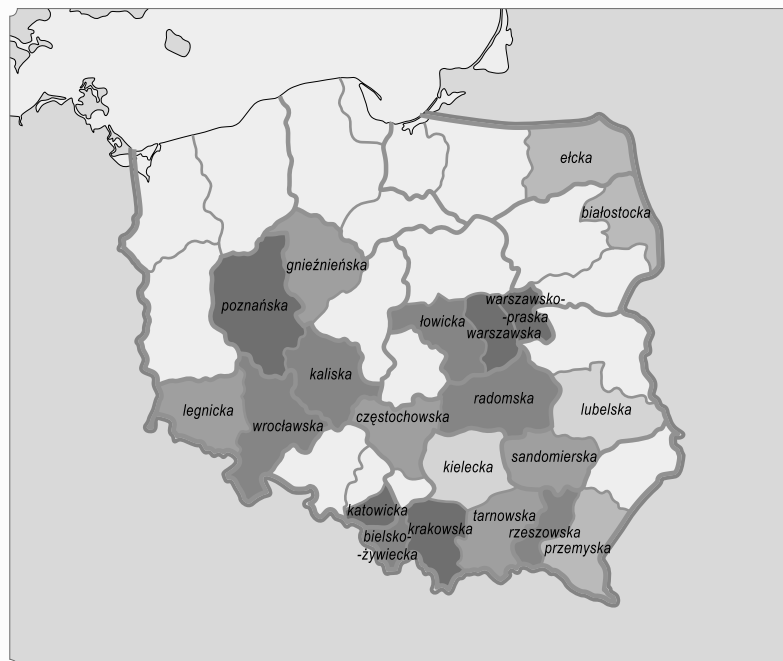 ełcka
białostocka
gnieźnieńska
poznańska
warszawsko-
-praska
łowicka
warszawska
kaliska
radomska
legnicka
częstochowska
lubelska
wrocławska
sandomierska
kielecka
katowicka
tarnowska
krakowska
rzeszowska
bielsko-
-żywiecka
przemyska